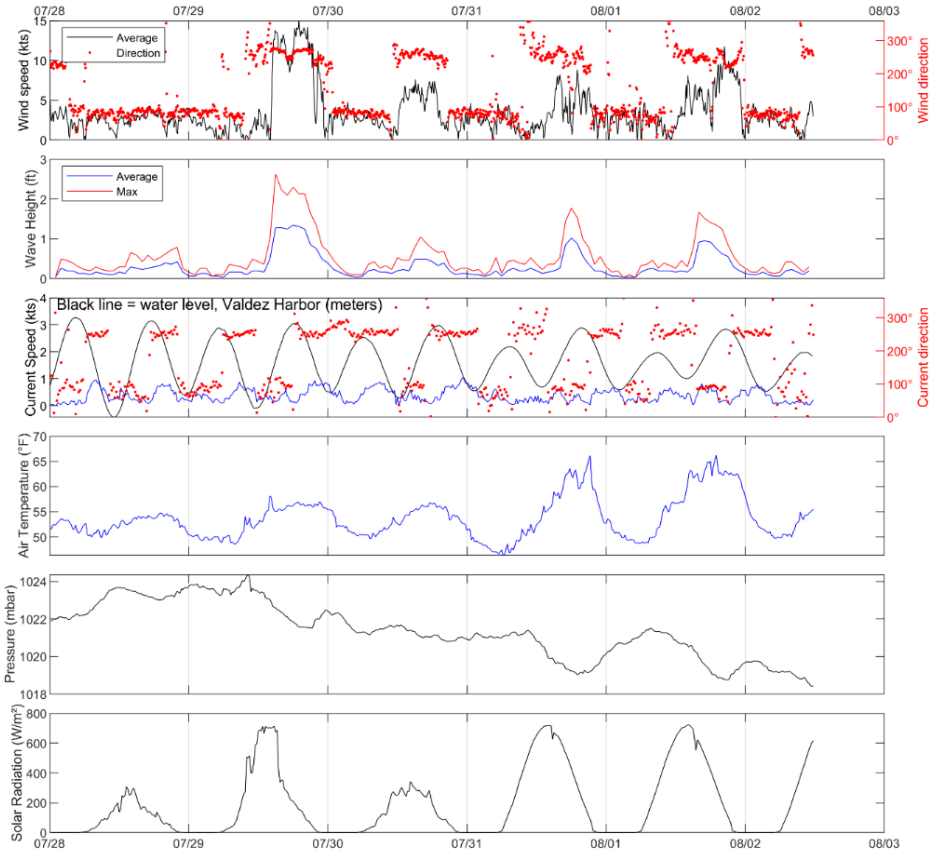 07/28 07/29 07/30 07/31 08/01 08/02 08/03
Wind speed (kts)
15
10
5
0
Average
Direction
300°
200°
100°
0°
Wind direction
Wave Height (ft)
3
2
1
0
Average
Max
Black line = water level, Valdez Harbor (meters)
Current Speed (kts)
4
3
2
1
0
300°
200°
100°
0°
Current direction
Air Temperature (°F)
70
65
60
55
50
Pressure (mbar)
1024
1022
1020
1018
Solar Radiation (W/m²)
800
600
400
200
0
07/28 07/29 07/30 07/31 08/01 08/02 08/03